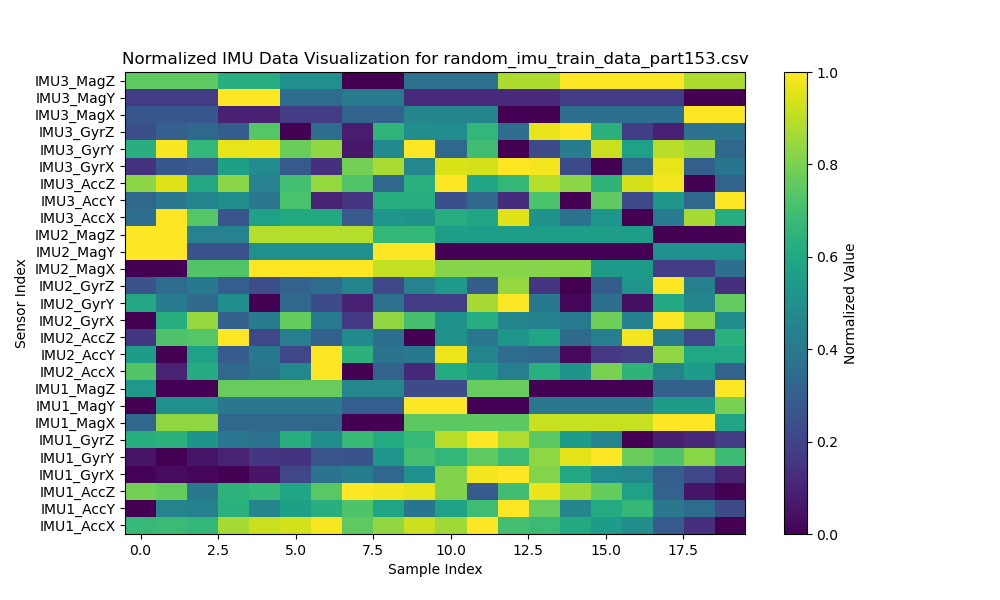 Normalized IMU Data Visualization for random_imu_train_data_part153.csv
IMU3_MagZ
IMU3_MagY
IMU3_MagX
IMU3_GyrZ
IMU3_GyrY
IMU3_GyrX
IMU3_AccZ
IMU3_AccY
IMU3_AccX
IMU2_MagZ
IMU2_MagY
IMU2_MagX
IMU2_GyrZ
IMU2_GyrY
IMU2_GyrX
IMU2_AccZ
IMU2_AccY
IMU2_AccX
IMU1_MagZ
IMU1_MagY
IMU1_MagX
IMU1_GyrZ
IMU1_GyrY
IMU1_GyrX
IMU1_AccZ
IMU1_AccY
IMU1_AccX
Sensor Index
0.0 2.5 5.0 7.5 10.0 12.5 15.0 17.5
Sample Index
1.0
0.8
0.6
0.4
0.2
0.0
Normalized Value